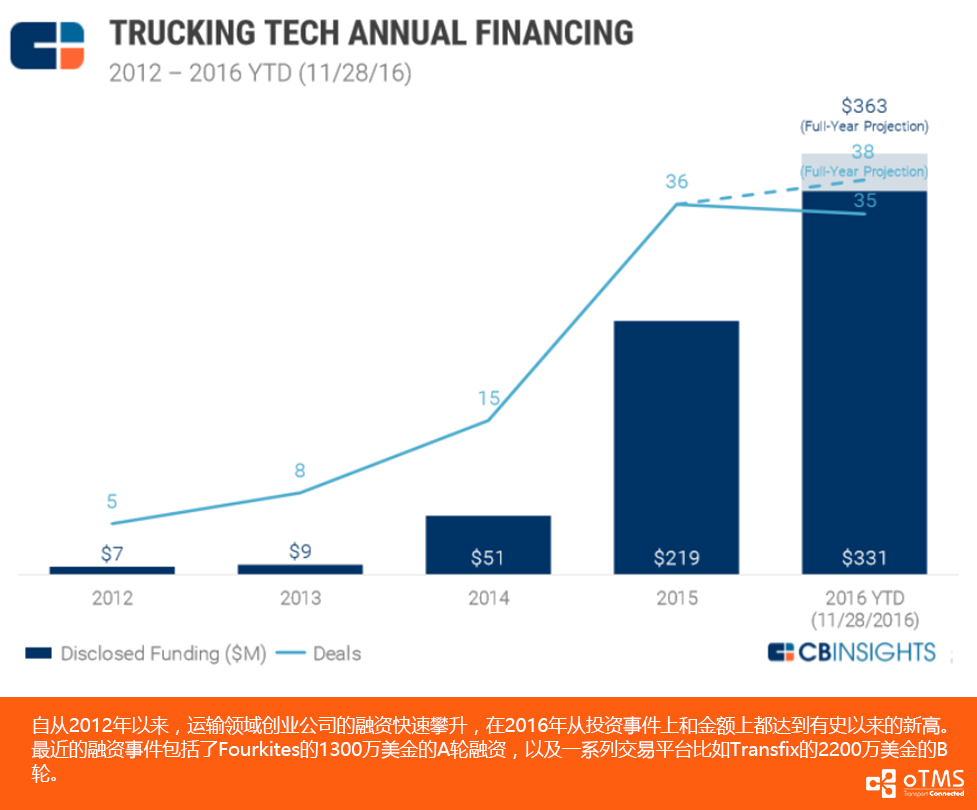 TRUCKING TECH ANNUAL FINANCING
2012 – 2016 YTD (11/28/16)
$363
(Full-Year Projection)
38
(Full-Year Projection)
36
35
15
8
5
$7
$9
$51
$219
$331
2012
2013
2014
2015
2016 YTD
(11/28/2016)
Disclosed Funding ($M)
Deals
CBINSIGHTS
自从2012年以来，运输领域创业公司的融资快速攀升，在2016年从投资事件上和金额上都达到有史以来的新高。
最近的融资事件包括了Fourkites的1300万美金的A轮融资，以及一系列交易平台比如Transfix的2200万美金的B
轮。
oTMS
Transport Connected